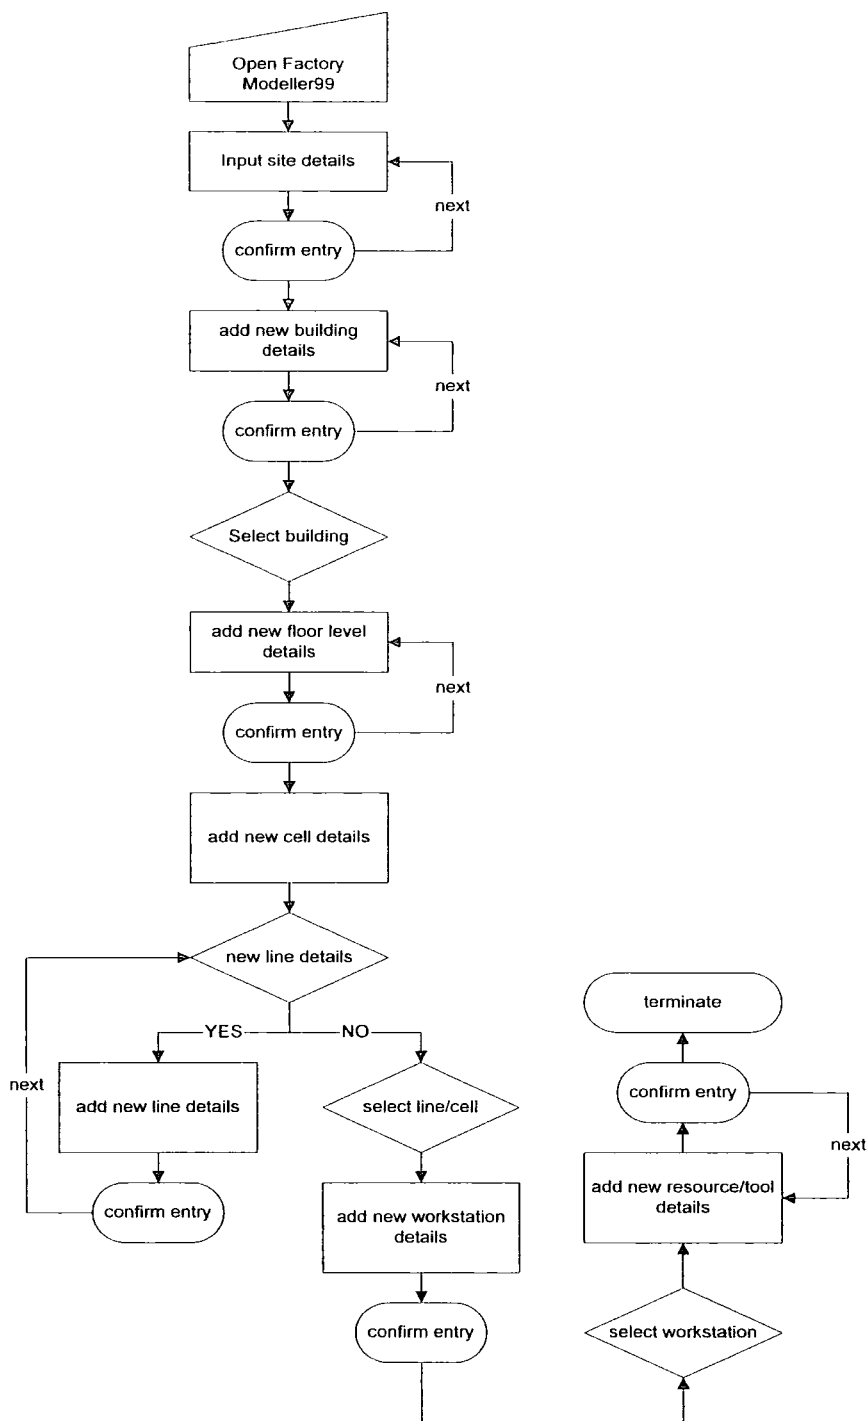 Open Factory
Modeller99
Input site details
next
confirm entry
add new building
details
next
confirm entry
Select building
add new floor level
details
next
confirm entry
add new cell details
new line details
YES
NO
next
add new line details
confirm entry
select line/cell
add new workstation
details
confirm entry
terminate
confirm entry
next
add new resource/tool
details
select workstation